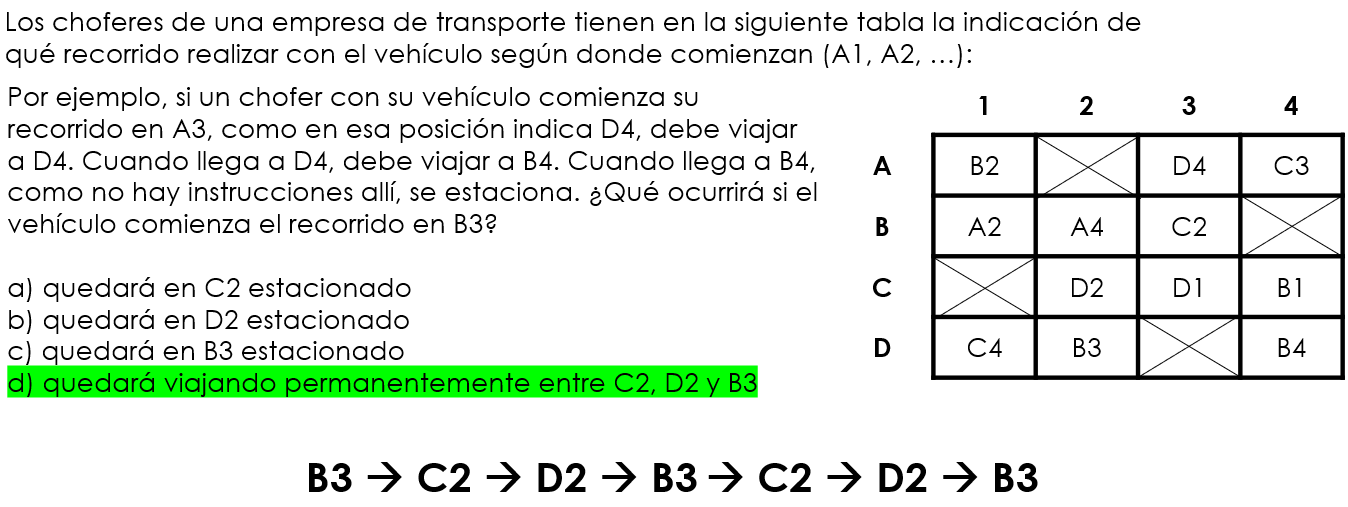 Los choferes de una empresa de transporte tienen en la siguiente tabla la indicación de
qué recorrido realizar con el vehículo según donde comienzan (A1, A2, ...):
Por ejemplo, si un chofer con su vehículo comienza su
recorrido en A3, como en esa posición indica D4, debe viajar
a D4. Cuando llega a D4, debe viajar a B4. Cuando llega a B4,
como no hay instrucciones allí, se estaciona. ¿Qué ocurrirá si el
vehículo comienza el recorrido en B3?
a) quedará en C2 estacionado
b) quedará en D2 estacionado
c) quedará en B3 estacionado
d) quedará viajando permanentemente entre C2, D2 y B3
1 2 3 4
A B2 D4 C3
B A2 A4 C2
C D2 D1 B1
D C4 B3 B4
B3 → C2 → D2 → B3 → C2 → D2 → B3